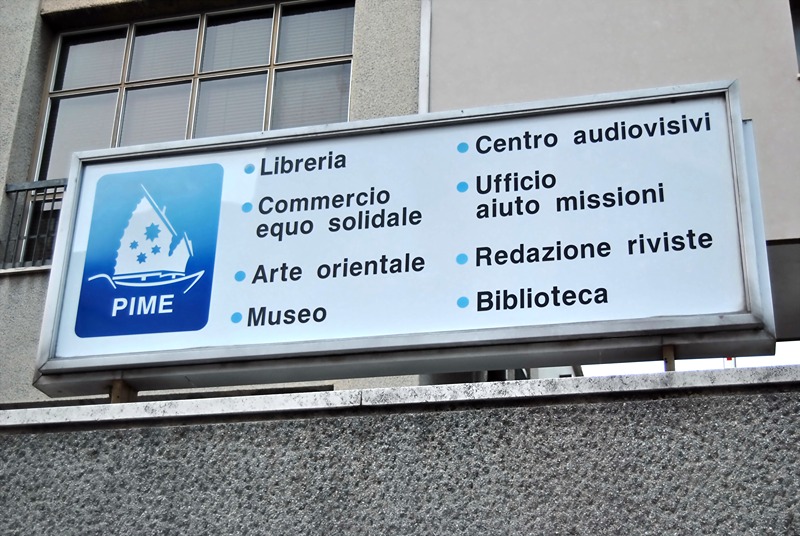 PIME
Libreria
Commercio
equo solidale
Arte orientale
Museo
Centro audiovisivi
Ufficio
aiuto missioni
Redazione riviste
Biblioteca